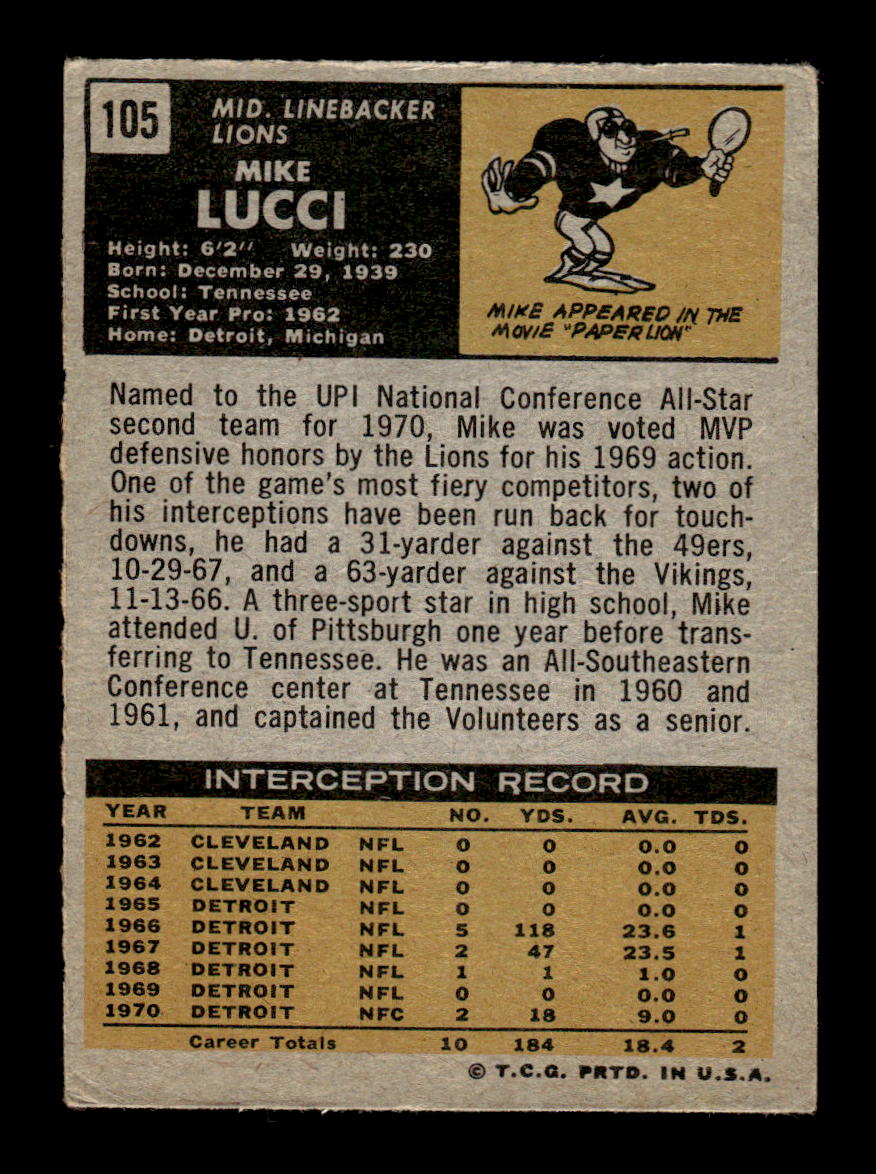 105
MID. LINEBACKER
LIONS
MIKE
LUCCI
Height: 6'2" Weight: 230
Born: December 29, 1939
School: Tennessee
First Year Pro: 1962
Home: Detroit, Michigan
MIKE APPEARED IN THE
MOVIE "PAPER LION"
Named to the UPI National Conference All-Star
second team for 1970, Mike was voted MVP
defensive honors by the Lions for his 1969 action.
One of the game's most fiery competitors, two of
his interceptions have been run back for touch-
downs, he had a 31-yarder against the 49ers,
10-29-67, and a 63-yarder against the Vikings,
11-13-66. A three-sport star in high school, Mike
attended U. of Pittsburgh one year before trans-
ferring to Tennessee. He was an All-Southeastern
Conference center at Tennessee in 1960 and
1961, and captained the Volunteers as a senior.
INTERCEPTION RECORD
YEAR TEAM NO. YDS. AVG. TDS.
1962 CLEVELAND NFL 0 0 0.0 0
1963 CLEVELAND NFL 0 0 0.0 0
1964 CLEVELAND NFL 0 0 0.0 0
1965 DETROIT NFL 0 0 0.0 0
1966 DETROIT NFL 5 118 23.6 1
1967 DETROIT NFL 2 47 23.5 1
1968 DETROIT NFL 1 1 1.0 0
1969 DETROIT NFL 0 0 0.0 0
1970 DETROIT NFC 2 18 9.0 0
Career Totals 10 184 18.4 2
© T.C.G. PRTD. IN U.S.A.